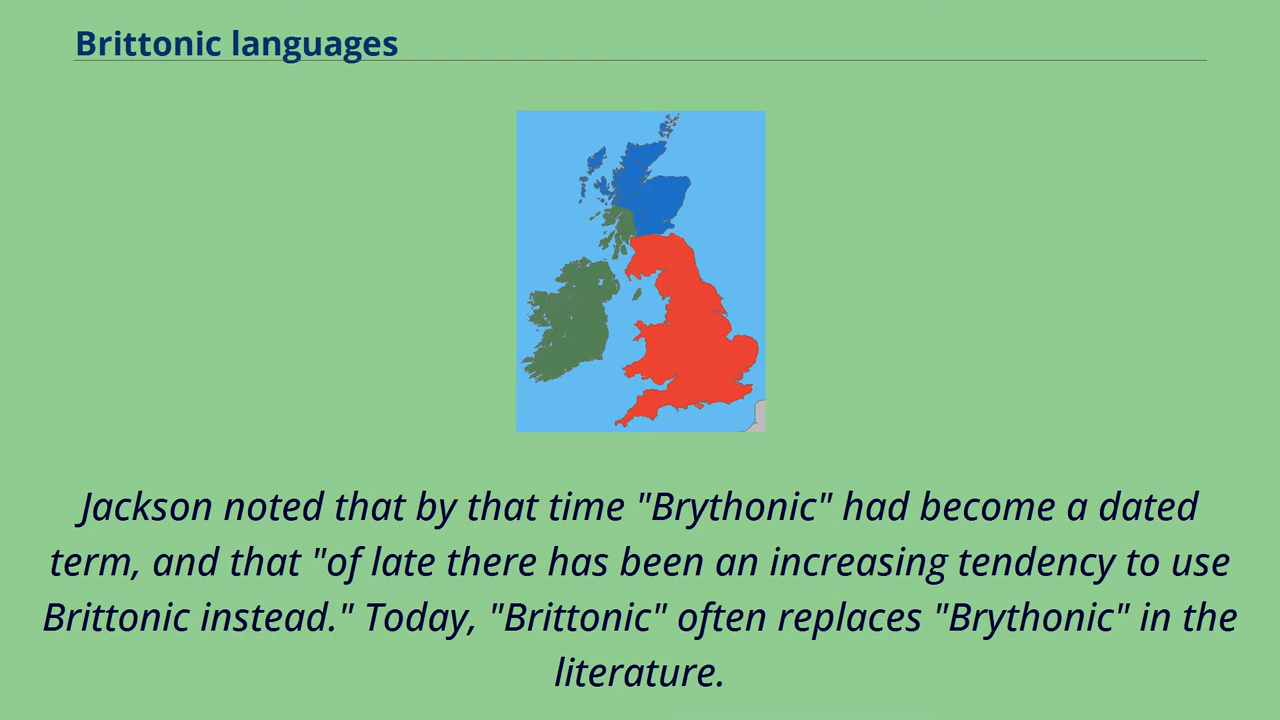 Brittonic languages
Jackson noted that by that time "Brythonic" had become a dated
term, and that "of late there has been an increasing tendency to use
Brittonic instead." Today, "Brittonic" often replaces "Brythonic" in the
literature.